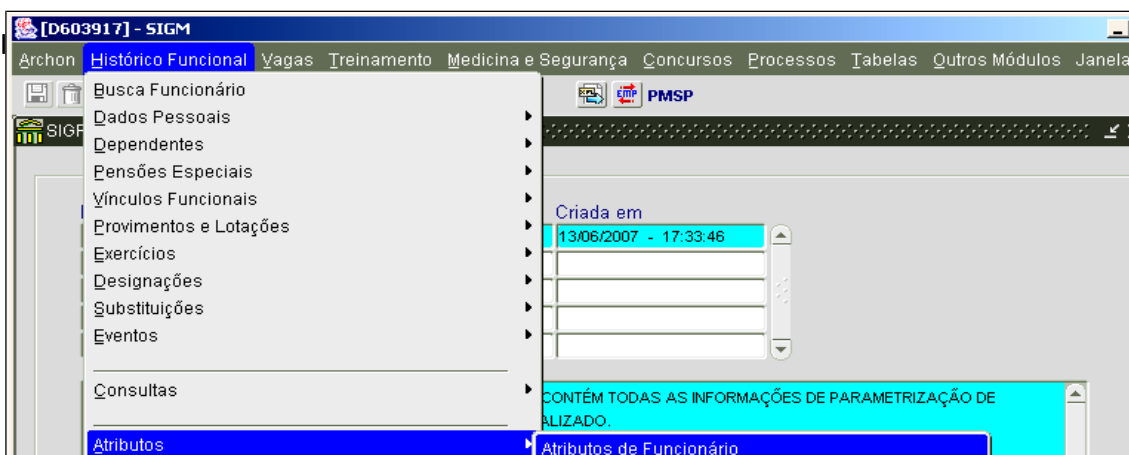 [D603917] - SIGM
Archon Histórico Funcional Vagas Treinamento Medicina e Segurança Concursos Processos Tabelas Outros Módulos Janela
Busca Funcionário
PMSP
Dados Pessoais
SIGP
Dependentes
Pensões Especiais
Vínculos Funcionais
Criada em
Provimentos e Lotações
13/06/2007 - 17:33:46
Exercícios
Designações
Substituições
Eventos
Consultas
CONTÉM TODAS AS INFORMAÇÕES DE PARAMETRIZAÇÃO DE
ALIZADO.
Atributos
Atributos de Funcionário